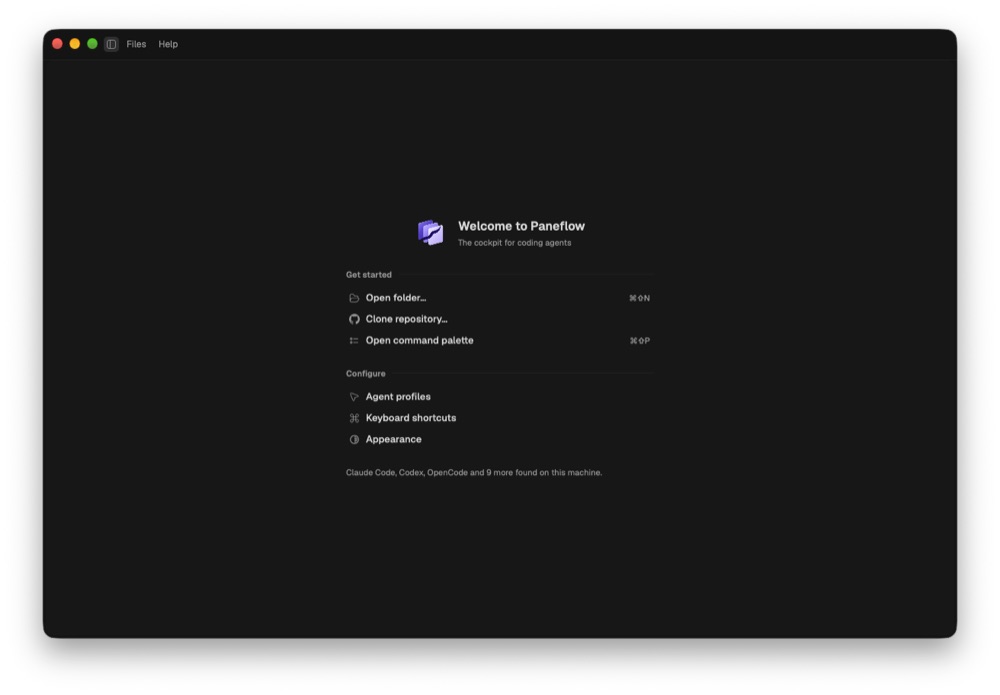 Files Help
Welcome to Paneflow
The cockpit for coding agents
Get started
Open folder... ⌘⇧N
Clone repository...
Open command palette ⌘⇧P
Configure
Agent profiles
Keyboard shortcuts
Appearance
Claude Code, Codex, OpenCode and 9 more found on this machine.